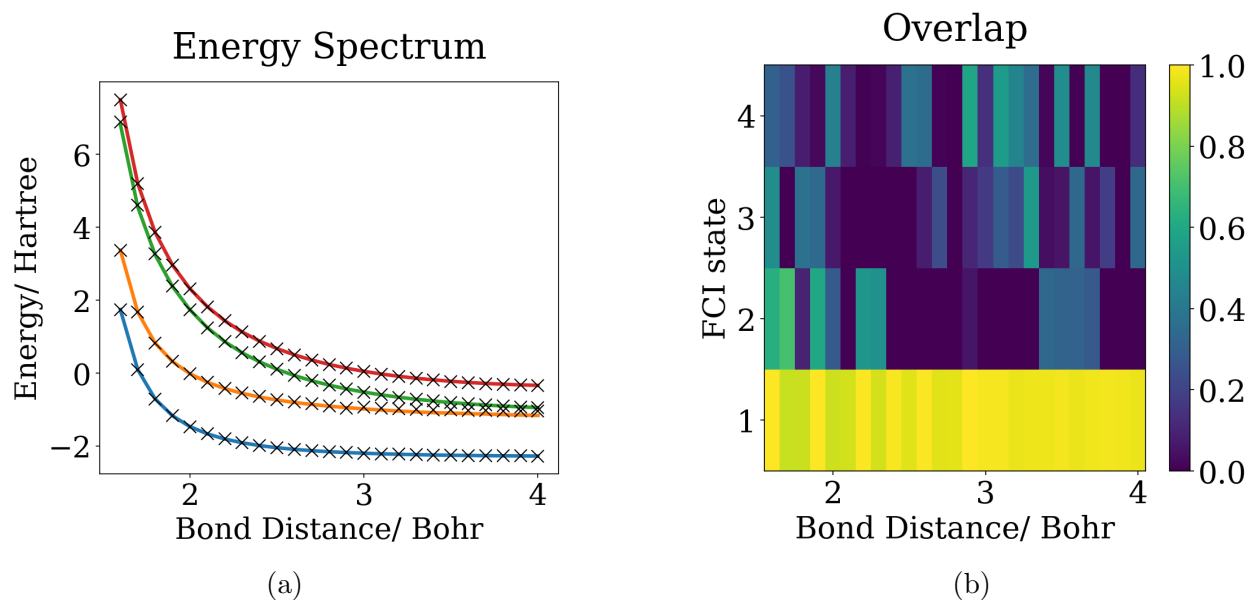 Energy Spectrum
Energy/ Hartree
6
4
2
0
−2
2
3
4
Bond Distance/ Bohr
(a)
Overlap
FCI state
4
3
2
1
2
3
4
Bond Distance/ Bohr
1.0
0.8
0.6
0.4
0.2
0.0
(b)